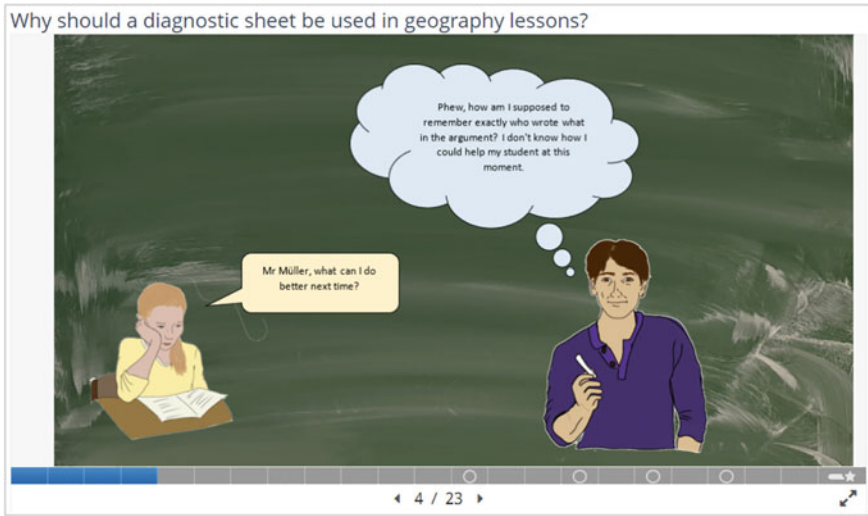 Why should a diagnostic sheet be used in geography lessons?
Phew, how am I supposed to
remember exactly who wrote what
in the argument? I don't know how I
could help my student at this
moment.
Mr Müller, what can I do
better next time?
4 / 23